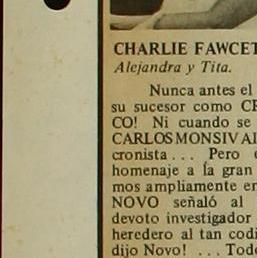 CHARLIE FAWCET
Alejandra y Tita.
Nunca antes el
su sucesor como CR
CO! Ni cuando se
CARLOS MONSIVAI
cronista... Pero
homenaje a la gran
mos ampliamente en
NOVO señaló al
devoto investigador
heredero al tan codi
dijo Novo! ... Tod